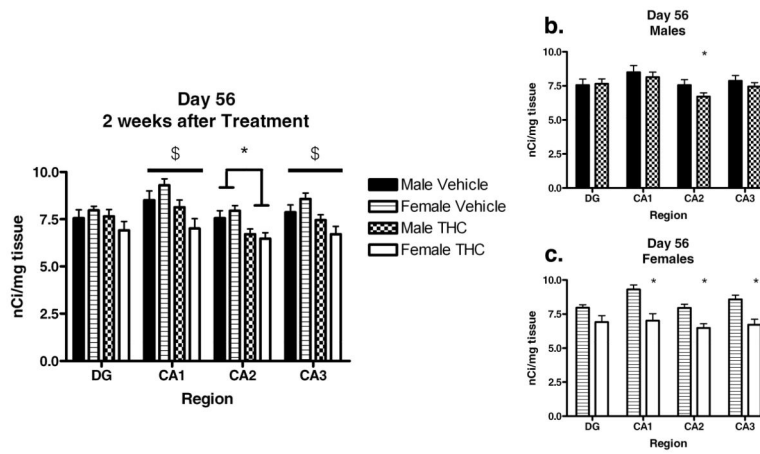 Day 56
2 weeks after Treatment
nCi/mg tissue
10.0
7.5
5.0
2.5
0.0
$
*
$
DG
CA1
CA2
CA3
Region
Male Vehicle
Female Vehicle
Male THC
Female THC
b.
Day 56
Males
nCi/mg tissue
10.0
7.5
5.0
2.5
0.0
*
DG
CA1
CA2
CA3
Region
c.
Day 56
Females
nCi/mg tissue
10.0
7.5
5.0
2.5
0.0
*
*
*
DG
CA1
CA2
CA3
Region